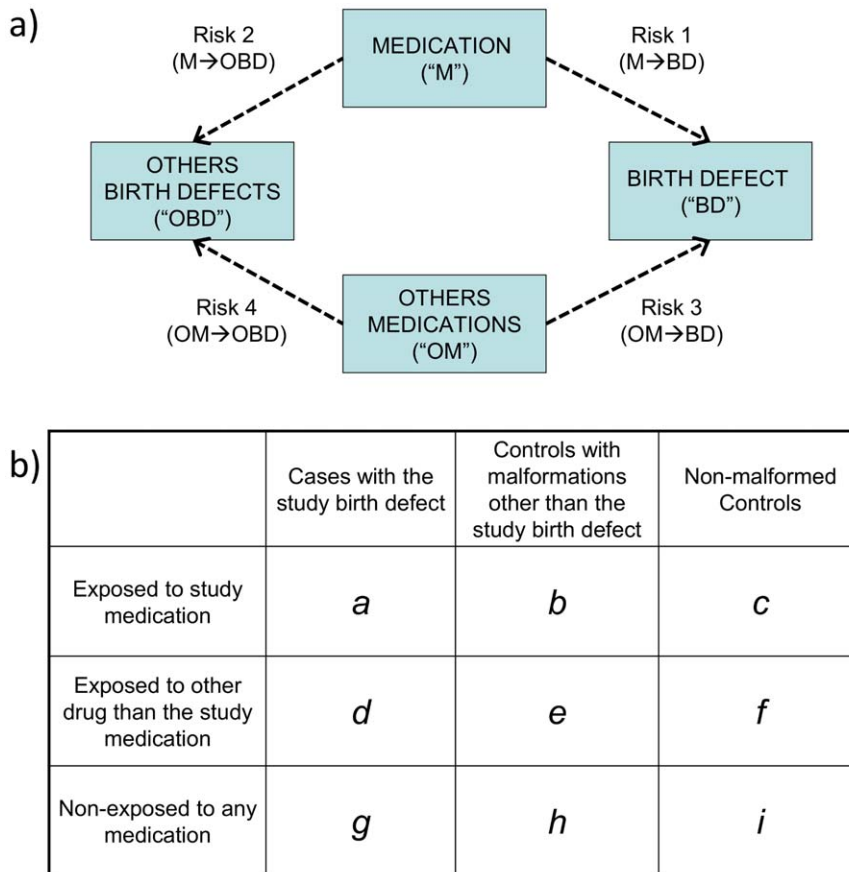 a)
Risk 2
(M→OBD)
MEDICATION
(“M”)
Risk 1
(M→BD)
OTHERS
BIRTH DEFECTS
(“OBD”)
BIRTH DEFECT
(“BD”)
Risk 4
(OM→OBD)
OTHERS
MEDICATIONS
(“OM”)
Risk 3
(OM→BD)
b)
Cases with the
study birth defect
Controls with
malformations
other than the
study birth defect
Non-malformed
Controls
Exposed to study
medication
a
b
c
Exposed to other
drug than the study
medication
d
e
f
Non-exposed to any
medication
g
h
i